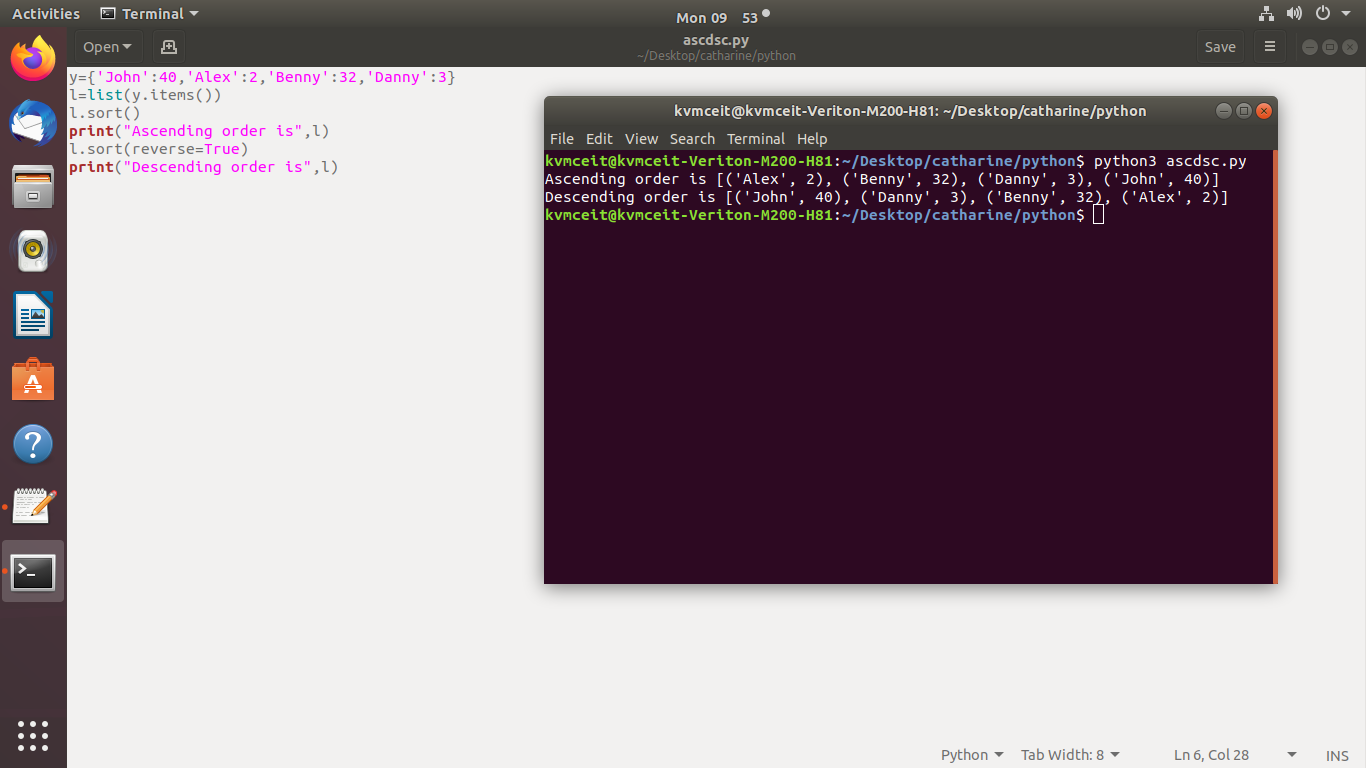 Activities Terminal Mon 09 53
Open ascdsc.py Save
~/Desktop/catharine/python
y={'John':40,'Alex':2,'Benny':32,'Danny':3}
l=list(y.items())
l.sort()
print("Ascending order is",l)
l.sort(reverse=True)
print("Descending order is",l)
kvmceit@kvmceit-Veriton-M200-H81: ~/Desktop/catharine/python
File Edit View Search Terminal Help
kvmceit@kvmceit-Veriton-M200-H81:~/Desktop/catharine/python$ python3 ascdsc.py
Ascending order is [('Alex', 2), ('Benny', 32), ('Danny', 3), ('John', 40)]
Descending order is [('John', 40), ('Danny', 3), ('Benny', 32), ('Alex', 2)]
kvmceit@kvmceit-Veriton-M200-H81:~/Desktop/catharine/python$
Python Tab Width: 8 Ln 6, Col 28 INS